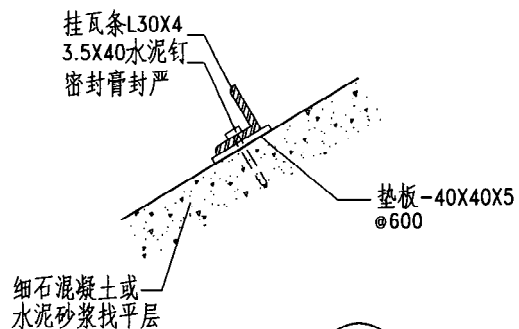 挂瓦条L30X4
3.5X40水泥钉
密封膏封严
垫板-40X40X5
@600
细石混凝土或
水泥砂浆找平层